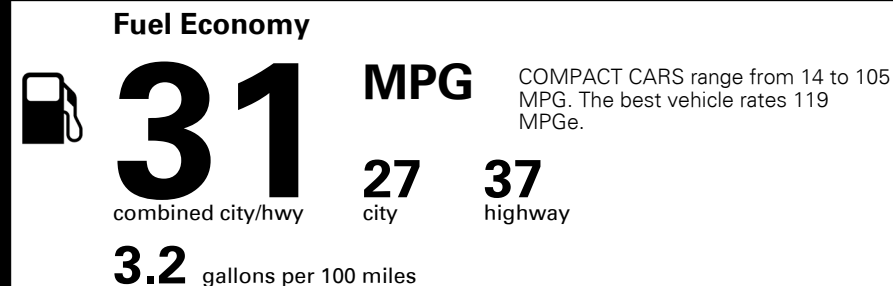 Fuel Economy
31 MPG
COMPACT CARS range from 14 to 105
MPG. The best vehicle rates 119
MPGe.
27 37
combined city/hwy city highway
3.2 gallons per 100 miles